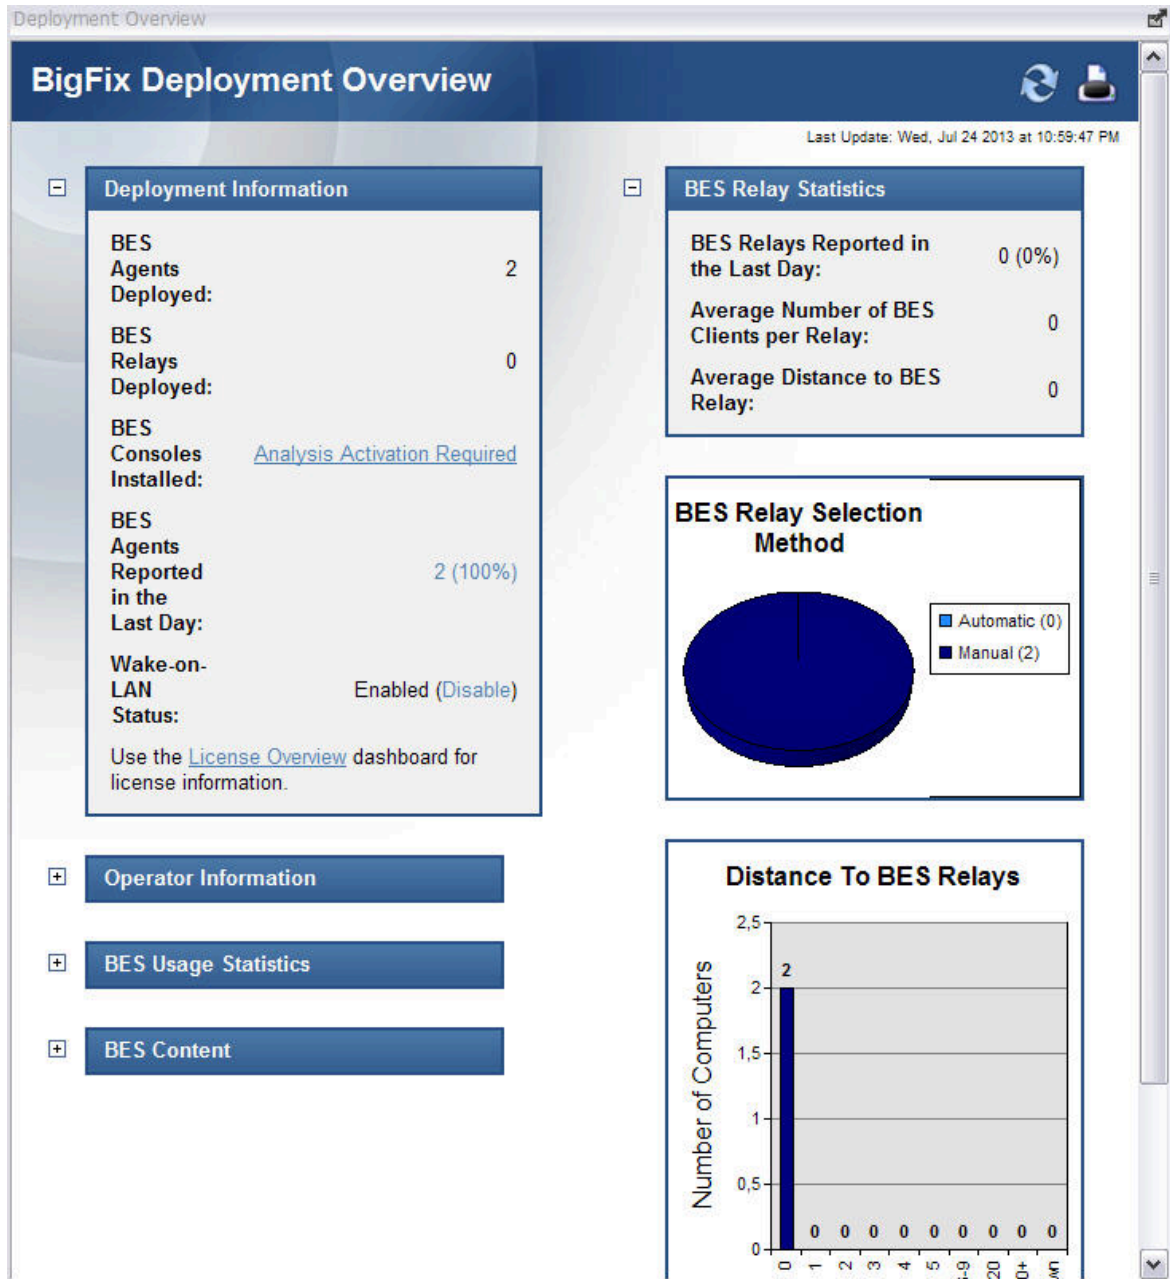 Deployment Overview
BigFix Deployment Overview
Last Update: Wed, Jul 24 2013 at 10:59:47 PM
Deployment Information
BES
Agents
Deployed:
2
BES
Relays
Deployed:
0
BES
Consoles
Installed:
Analysis Activation Required
BES
Agents
Reported
in the
Last Day:
2 (100%)
Wake-on-
LAN
Status:
Enabled (Disable)
Use the License Overview dashboard for
license information.
Operator Information
BES Usage Statistics
BES Content
BES Relay Statistics
BES Relays Reported in
the Last Day:
0 (0%)
Average Number of BES
Clients per Relay:
0
Average Distance to BES
Relay:
0
BES Relay Selection
Method
Automatic (0)
Manual (2)
Distance To BES Relays
Number of Computers
2,5
2
1,5
1
0,5
0
2
0 0 0 0 0 0 0 0 0
0
1
2
3
4
5